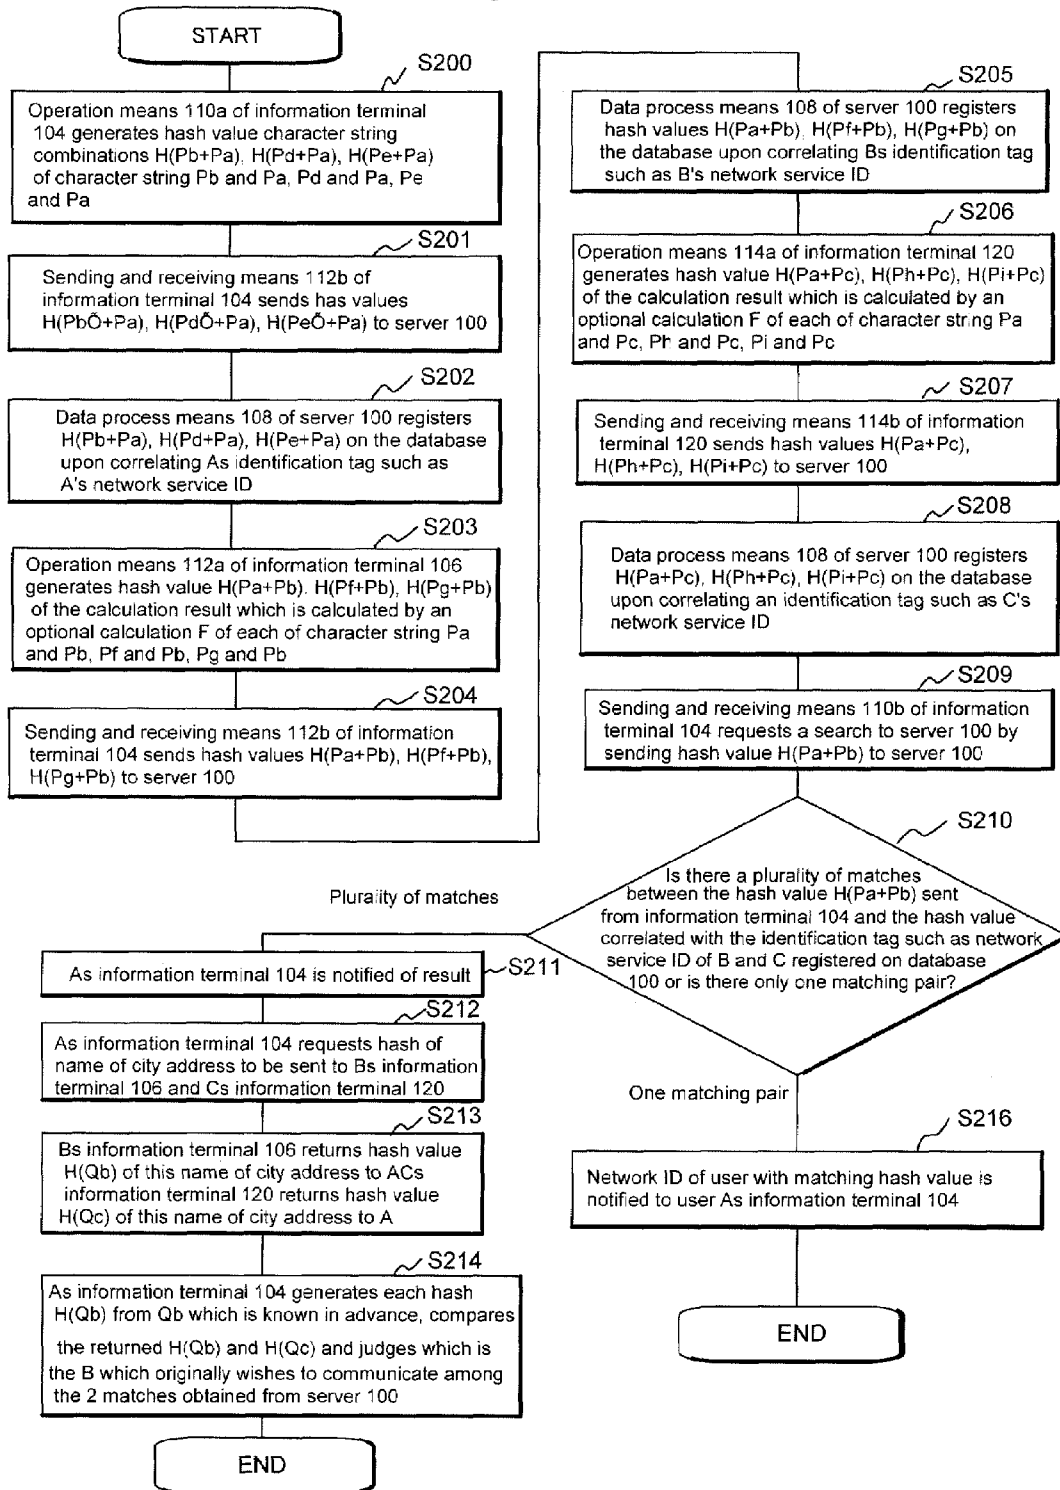 START
S200
Operation means 110a of information terminal
104 generates hash value character string
combinations H(Pb+Pa), H(Pd+Pa), H(Pe+Pa)
of character string Pb and Pa, Pd and Pa, Pe
and Pa
S201
Sending and receiving means 112b of
information terminal 104 sends has values
H(PbÕ+Pa), H(PdÕ+Pa), H(PeÕ+Pa) to server 100
S202
Data process means 108 of server 100 registers
H(Pb+Pa), H(Pd+Pa), H(Pe+Pa) on the database
upon correlating As identification tag such as
A's network service ID
S203
Operation means 112a of information terminal 106
generates hash value H(Pa+Pb). H(Pf+Pb), H(Pg+Pb)
of the calculation result which is calculated by an
optional calculation F of each of character string Pa
and Pb, Pf and Pb, Pg and Pb
S204
Sending and receiving means 112b of information
terminal 104 sends hash values H(Pa+Pb), H(Pf+Pb),
H(Pg+Pb) to server 100
S205
Data process means 108 of server 100 registers
hash values H(Pa+Pb), H(Pf+Pb), H(Pg+Pb) on
the database upon correlating Bs identification tag
such as B's network service ID
S206
Operation means 114a of information terminal 120
generates hash value H(Pa+Pc), H(Ph+Pc), H(Pi+Pc)
of the calculation result which is calculated by an
optional calculation F of each of character string Pa
and Pc, Ph and Pc, Pi and Pc
S207
Sending and receiving means 114b of information
terminal 120 sends hash values H(Pa+Pc),
H(Ph+Pc), H(Pi+Pc) to server 100
S208
Data process means 108 of server 100 registers
H(Pa+Pc), H(Ph+Pc), H(Pi+Pc) on the database
upon correlating an identification tag such as C's
network service ID
S209
Sending and receiving means 110b of information
terminal 104 requests a search to server 100 by
sending hash value H(Pa+Pb) to server 100
S210
Is there a plurality of matches
between the hash value H(Pa+Pb) sent
from information terminal 104 and the hash value
correlated with the identification tag such as network
service ID of B and C registered on database
100 or is there only one matching pair?
Plurality of matches
S211
As information terminal 104 is notified of result
S212
As information terminal 104 requests hash of
name of city address to be sent to Bs information
terminal 106 and Cs information terminal 120
S213
Bs information terminal 106 returns hash value
H(Qb) of this name of city address to ACs
information terminal 120 returns hash value
H(Qc) of this name of city address to A
S214
As information terminal 104 generates each hash
H(Qb) from Qb which is known in advance, compares
the returned H(Qb) and H(Qc) and judges which is
the B which originally wishes to communicate among
the 2 matches obtained from server 100
END
One matching pair
S216
Network ID of user with matching hash value is
notified to user As information terminal 104
END